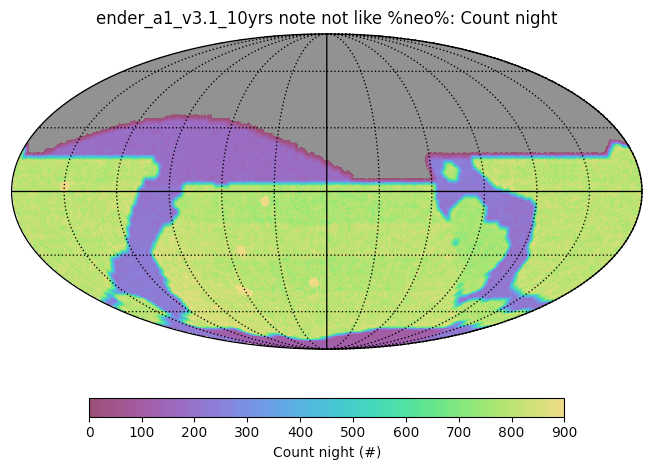 ender_a1_v3.1_10yrs note not like %neo%: Count night
0 100 200 300 400 500 600 700 800 900
Count night (#)